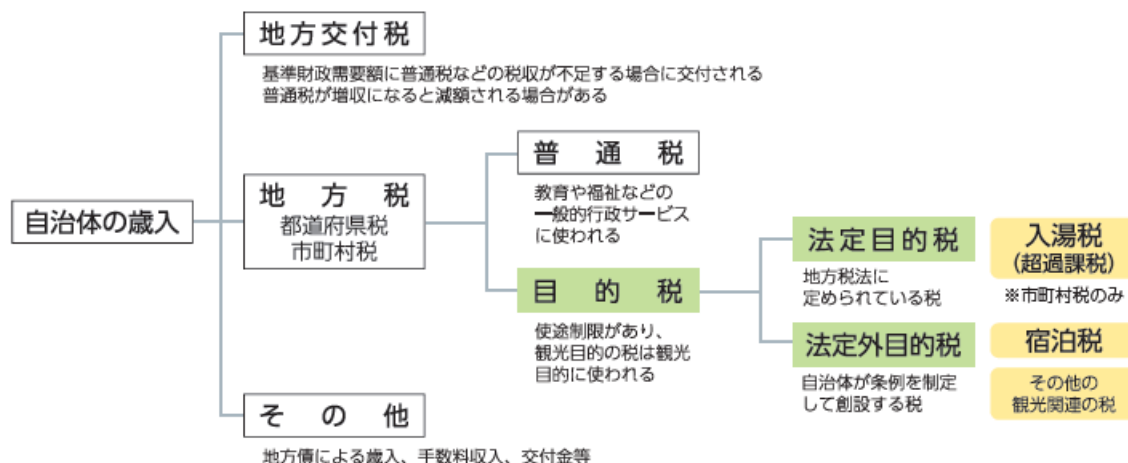 地方交付税
基準財政需要額に普通税などの税収が不足する場合に交付される
普通税が増収になると減額される場合がある
自治体の歳入
地方税
都道府県税
市町村税
普通税
教育や福祉などの
一般的行政サービス
に使われる
目的税
使途制限があり、
観光目的の税は観光
目的に使われる
法定目的税
地方税法に
定められている税
入湯税
(超過課税)
※市町村税のみ
法定外目的税
自治体が条例を制定
して創設する税
宿泊税
その他の
観光関連の税
その他
地方債による歳入、手数料収入、交付金等